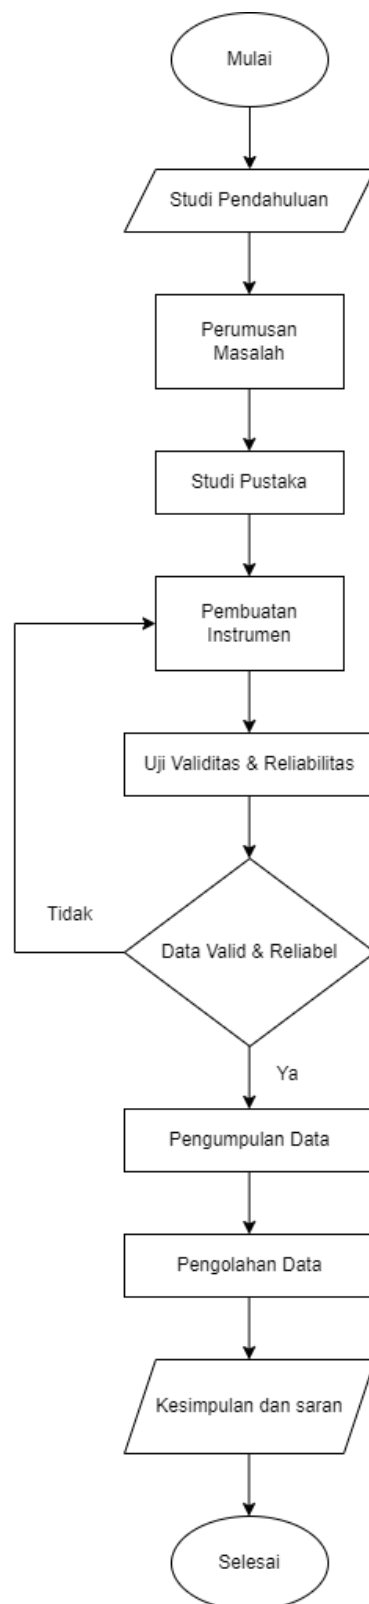 Mulai
Studi Pendahuluan
Perumusan
Masalah
Studi Pustaka
Pembuatan
Instrumen
Uji Validitas & Reliabilitas
Tidak
Data Valid & Reliabel
Ya
Pengumpulan Data
Pengolahan Data
Kesimpulan dan saran
Selesai